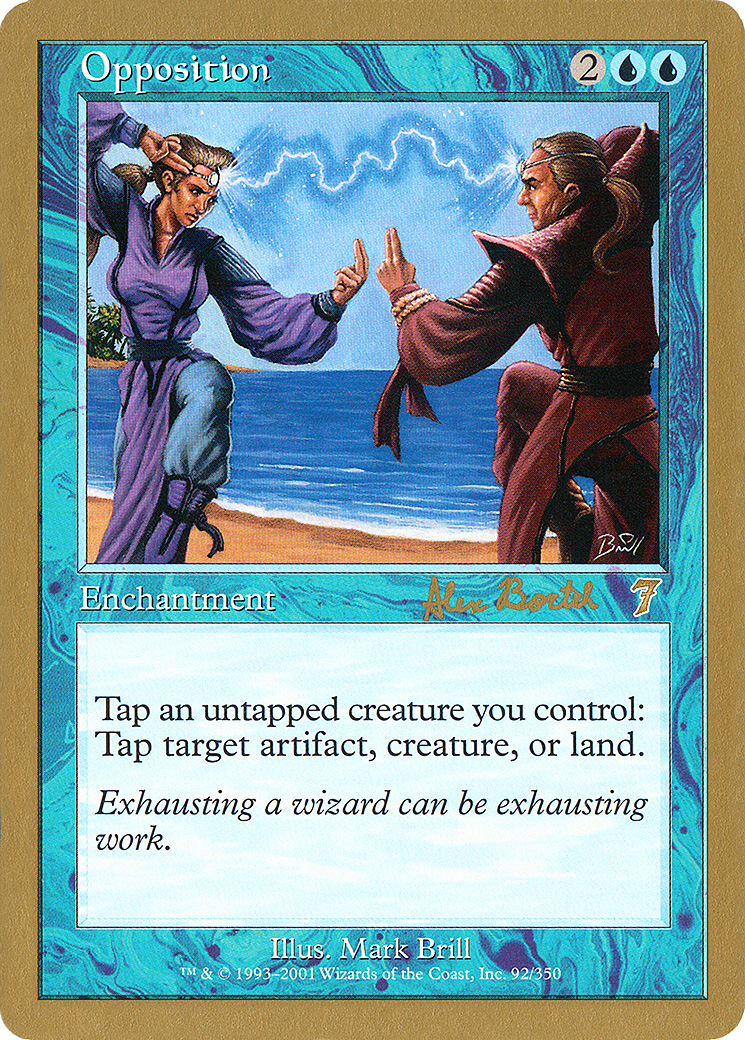 Opposition 2
Brill
Enchantment Alex Borteh 7
Tap an untapped creature you control:
Tap target artifact, creature, or land.
Exhausting a wizard can be exhausting
work.
Illus. Mark Brill
™ & © 1993–2001 Wizards of the Coast, Inc. 92/350